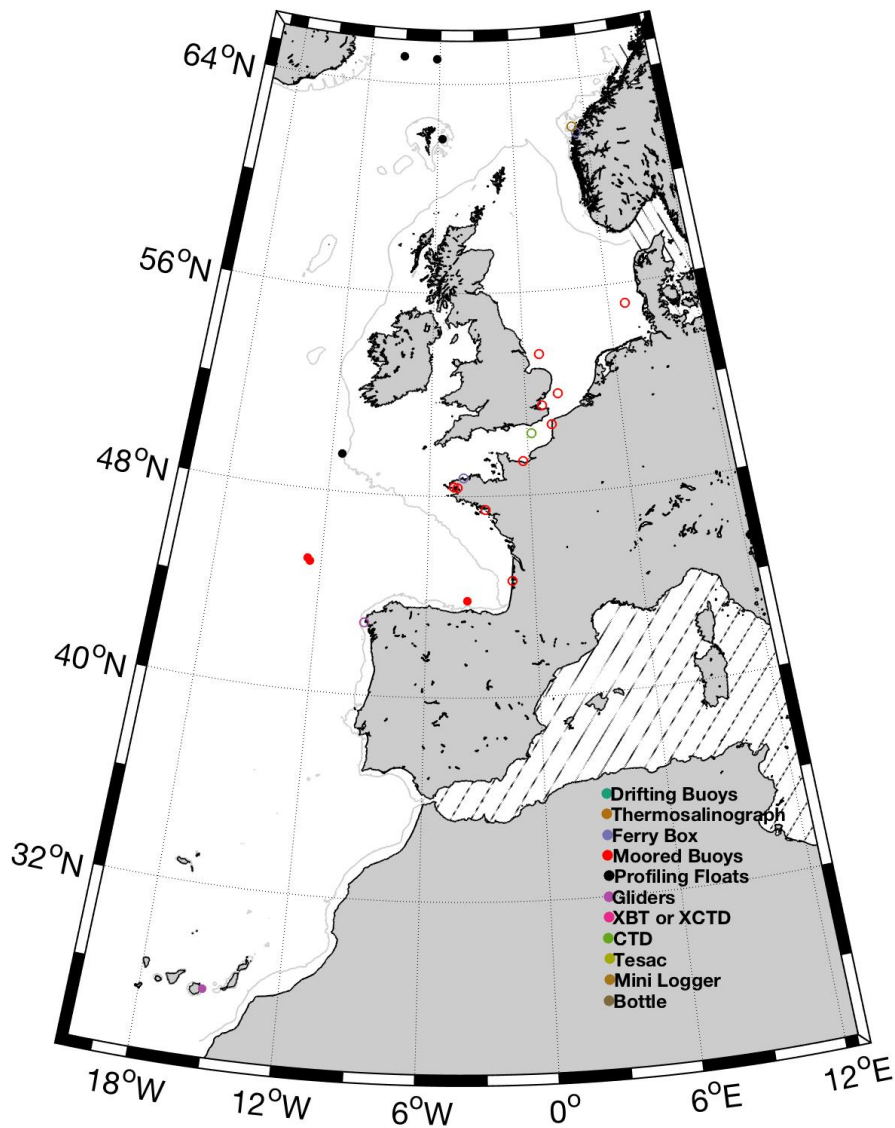 64°N
56°N
48°N
40°N
32°N
Drifting Buoys
Thermosalinograph
Ferry Box
Moored Buoys
Profiling Floats
Gliders
XBT or XCTD
CTD
Tesac
Mini Logger
Bottle
18°W
12°W
6°W
0°
6°E
12°E